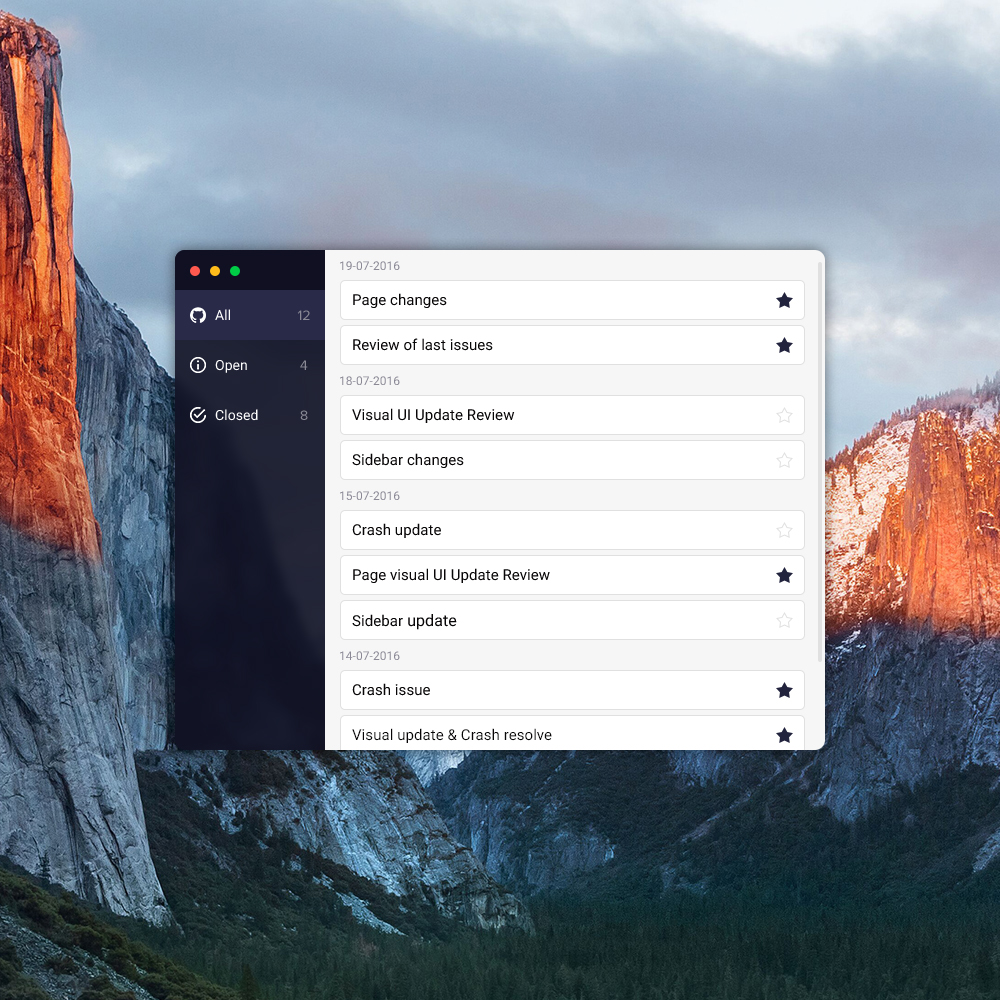 All 12
Open 4
Closed 8
19-07-2016
Page changes
Review of last issues
18-07-2016
Visual UI Update Review
Sidebar changes
15-07-2016
Crash update
Page visual UI Update Review
Sidebar update
14-07-2016
Crash issue
Visual update & Crash resolve